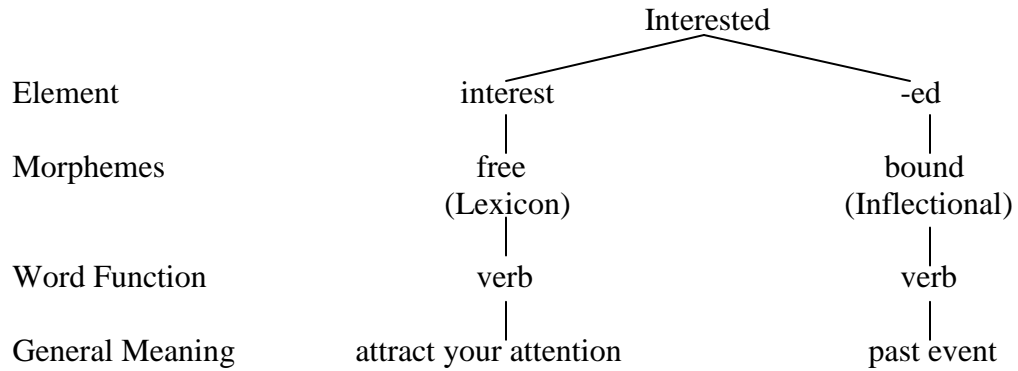 Interested
Element interest -ed
Morphemes free bound
(Lexicon) (Inflectional)
Word Function verb verb
General Meaning attract your attention past event